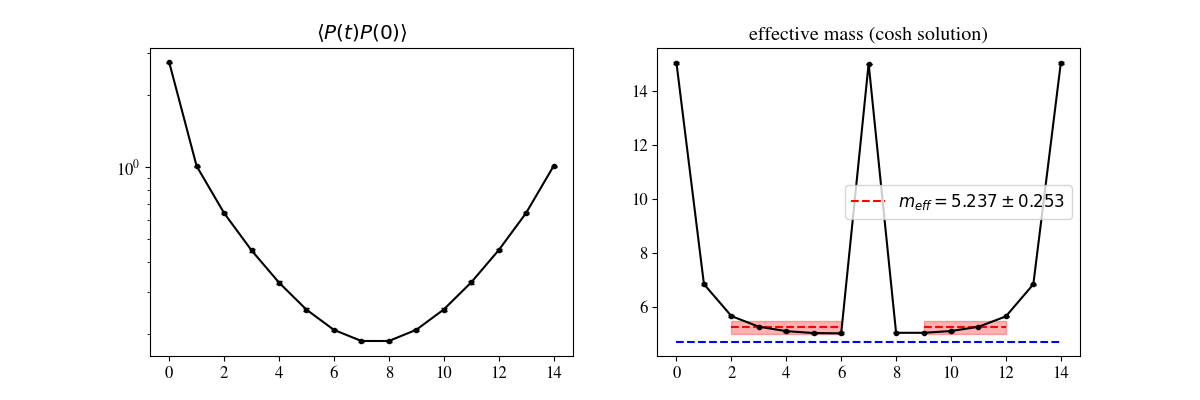 ⟨P(t)P(0)⟩
10⁰
0 2 4 6 8 10 12 14
effective mass (cosh solution)
14
12
10
8
6
m_eff = 5.237 ± 0.253
0 2 4 6 8 10 12 14